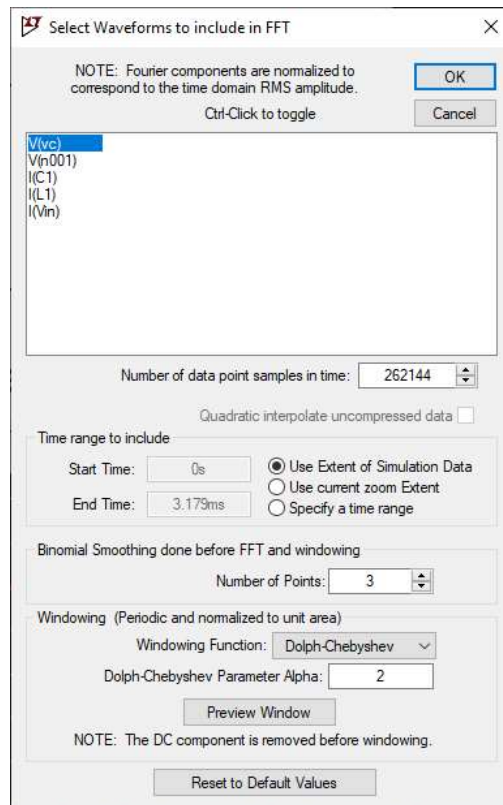 Select Waveforms to include in FFT
NOTE: Fourier components are normalized to
correspond to the time domain RMS amplitude.
OK
Ctrl-Click to toggle
Cancel
V(vc)
V(n001)
I(C1)
I(L1)
I(Vin)
Number of data point samples in time: 262144
Quadratic interpolate uncompressed data
Time range to include
Start Time: 0s
Use Extent of Simulation Data
Use current zoom Extent
End Time: 3.179ms
Specify a time range
Binomial Smoothing done before FFT and windowing
Number of Points: 3
Windowing (Periodic and normalized to unit area)
Windowing Function: Dolph-Chebyshev
Dolph-Chebyshev Parameter Alpha: 2
Preview Window
NOTE: The DC component is removed before windowing.
Reset to Default Values